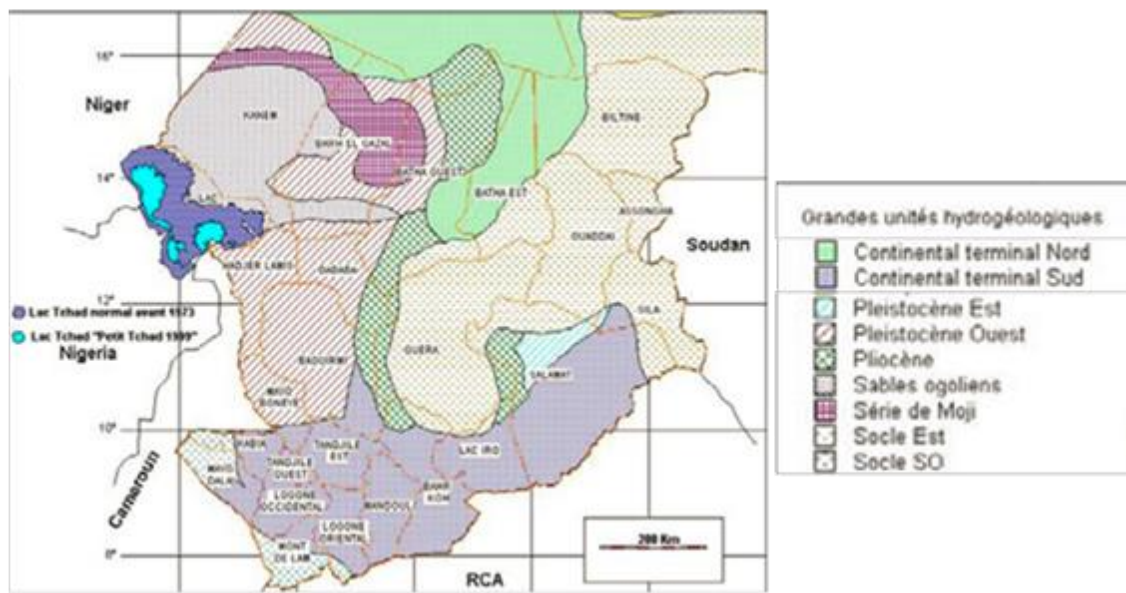 16°
Niger
KANEM
BILTINE
BAHR EL GAZAL
14°
BATHA OUEST
LAC
BATHA EST
ASSONGHA
Grandes unités hydrogéologiques
OUADDAI
Soudan
HADJER LAMIS
DABABA
Continental terminal Nord
Continental terminal Sud
12°
SILA
Lac Tchad normal avant 1973
Pleistocène Est
Lac Tchad "Petit Tchad 1999"
Pleistocène Ouest
Nigeria
GUERA
BAGUIRMI
Pliocène
SALAMAT
Sables ogoliens
MAYO
BONEYE
Série de Moji
10°
Socle Est
KABIA
TANDJILE
EST
LAC IRO
Socle SO
MAYO
DALAI
TANDJILE
OUEST
BAHR
KOH
LOGONE
OCCIDENTAL
MANDOUL
Cameroun
LOGONE
ORIENTAL
200 Km
MONT
DE LAM
8°
RCA